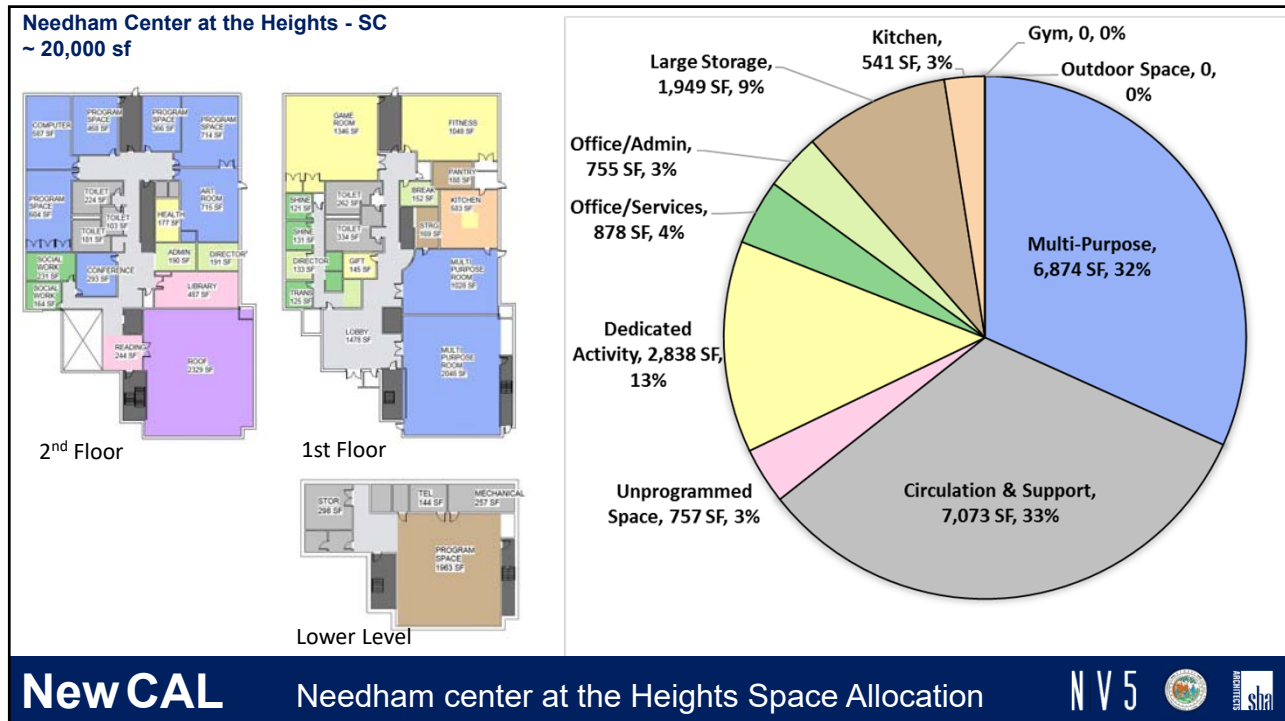 Needham Center at the Heights - SC
~ 20,000 sf
COMPUTER
587 SF
PROGRAM
SPACE
468 SF
PROGRAM
SPACE
366 SF
PROGRAM
SPACE
714 SF
PROGRAM
SPACE
604 SF
TOILET
224 SF
TOILET
103 SF
TOILET
101 SF
HEALTH
177 SF
ART
ROOM
715 SF
SOCIAL
WORK
231 SF
SOCIAL
WORK
164 SF
CONFERENCE
293 SF
ADMIN
190 SF
DIRECTOR
191 SF
LIBRARY
487 SF
READING
244 SF
ROOF
2329 SF
2nd Floor
GAME
ROOM
1346 SF
FITNESS
1048 SF
PANTRY
188 SF
TOILET
262 SF
BREAK
152 SF
KITCHEN
583 SF
SHINE
121 SF
SHINE
131 SF
TOILET
334 SF
STRG
169 SF
DIRECTOR
133 SF
GIFT
145 SF
TRANS
125 SF
MULTI
PURPOSE
ROOM
1028 SF
LOBBY
1478 SF
MULTI
PURPOSE
ROOM
2048 SF
1st Floor
STOR
298 SF
TEL
144 SF
MECHANICAL
257 SF
PROGRAM
SPACE
1963 SF
Lower Level
Kitchen,
541 SF, 3%
Gym, 0, 0%
Outdoor Space, 0,
0%
Large Storage,
1,949 SF, 9%
Office/Admin,
755 SF, 3%
Office/Services,
878 SF, 4%
Multi-Purpose,
6,874 SF, 32%
Dedicated
Activity, 2,838 SF,
13%
Unprogrammed
Space, 757 SF, 3%
Circulation & Support,
7,073 SF, 33%
New CAL
Needham center at the Heights Space Allocation
NV5
ARCHITECTS
sba